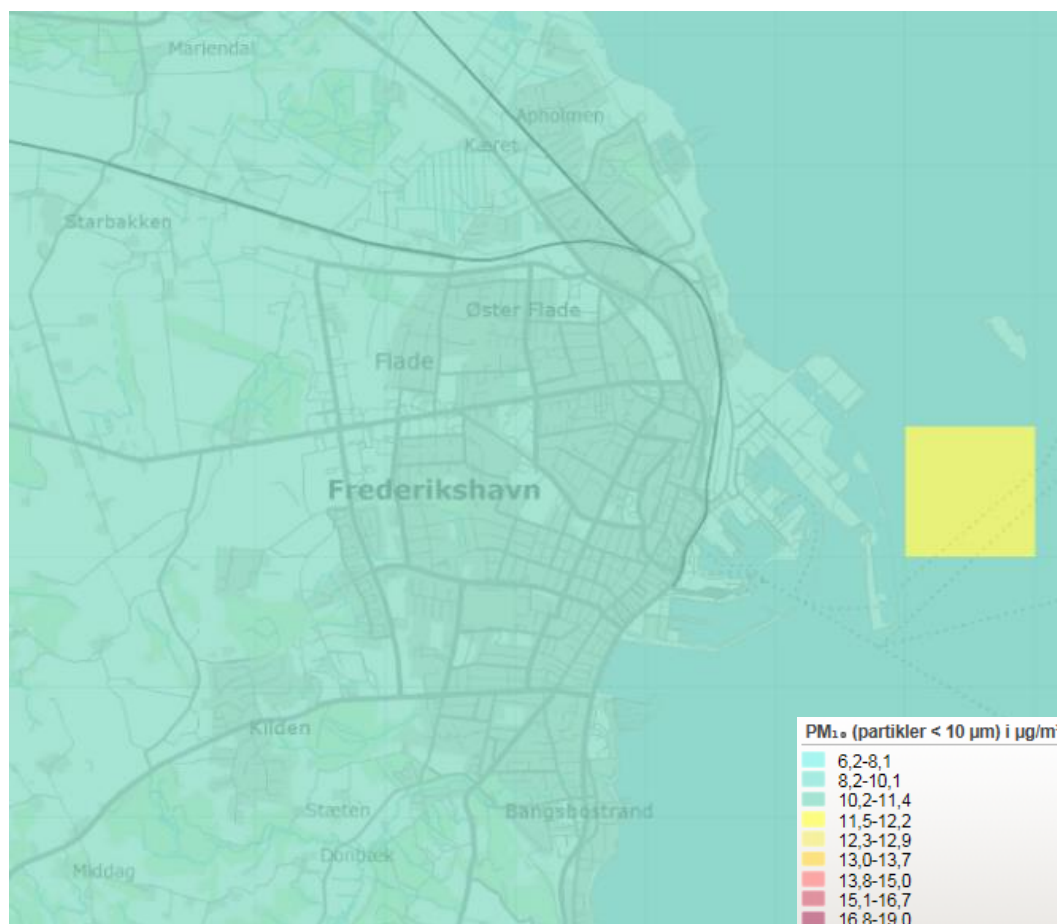 Mariendal
Apholmen
Kæret
Starbakken
Øster Flade
Flade
Frederikshavn
Kilden
Stæten
Bangsbostrand
Donbæk
Middag
PM₁₀ (partikler < 10 µm) i µg/m³
6,2-8,1
8,2-10,1
10,2-11,4
11,5-12,2
12,3-12,9
13,0-13,7
13,8-15,0
15,1-16,7
16,8-19,0